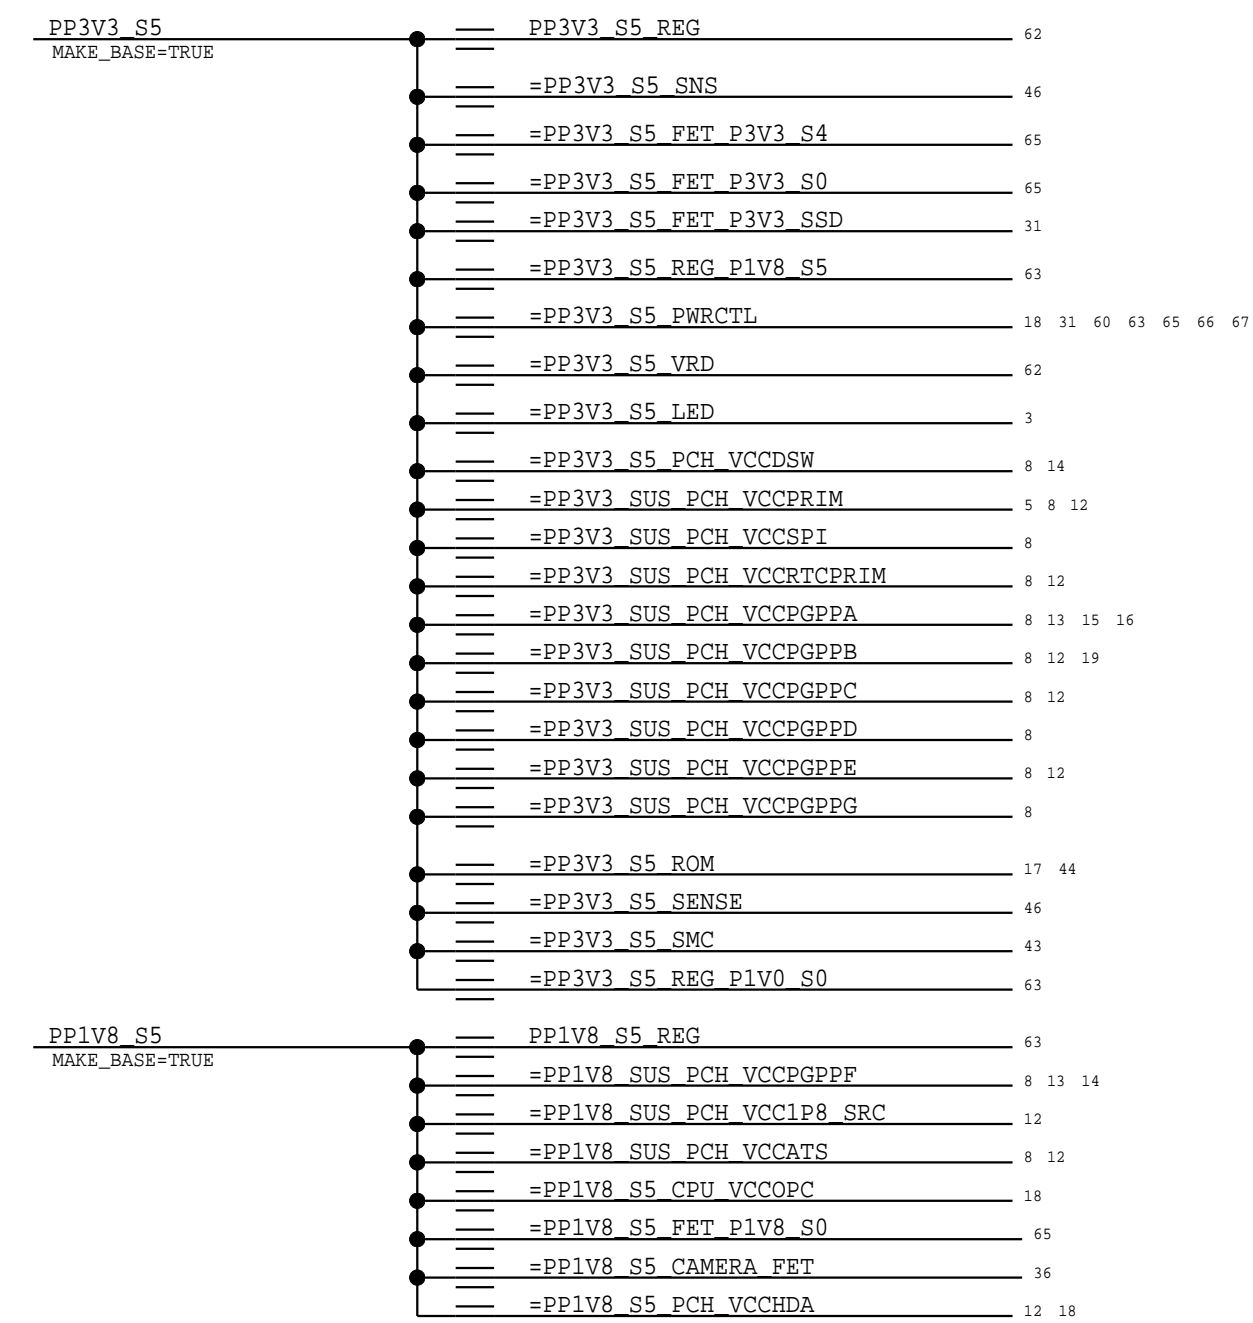 PP3V3_S5 PP3V3_S5_REG 62
MAKE_BASE=TRUE
=PP3V3_S5_SNS 46
=PP3V3_S5_FET_P3V3_S4 65
=PP3V3_S5_FET_P3V3_S0 65
=PP3V3_S5_FET_P3V3_SSD 31
=PP3V3_S5_REG_P1V8_S5 63
=PP3V3_S5_PWRCTL 18 31 60 63 65 66 67
=PP3V3_S5_VRD 62
=PP3V3_S5_LED 3
=PP3V3_S5_PCH_VCCDSW 8 14
=PP3V3_SUS_PCH_VCCPRIM 5 8 12
=PP3V3_SUS_PCH_VCCSPI 8
=PP3V3_SUS_PCH_VCCRTCPRIM 8 12
=PP3V3_SUS_PCH_VCCPGPPA 8 13 15 16
=PP3V3_SUS_PCH_VCCPGPPB 8 12 19
=PP3V3_SUS_PCH_VCCPGPPC 8 12
=PP3V3_SUS_PCH_VCCPGPPD 8
=PP3V3_SUS_PCH_VCCPGPPE 8 12
=PP3V3_SUS_PCH_VCCPGPPG 8
=PP3V3_S5_ROM 17 44
=PP3V3_S5_SENSE 46
=PP3V3_S5_SMC 43
=PP3V3_S5_REG_P1V0_S0 63
PP1V8_S5 PP1V8_S5_REG 63
MAKE_BASE=TRUE
=PP1V8_SUS_PCH_VCCPGPPF 8 13 14
=PP1V8_SUS_PCH_VCC1P8_SRC 12
=PP1V8_SUS_PCH_VCCATS 8 12
=PP1V8_S5_CPU_VCCOPC 18
=PP1V8_S5_FET_P1V8_S0 65
=PP1V8_S5_CAMERA_FET 36
=PP1V8_S5_PCH_VCCHDA 12 18